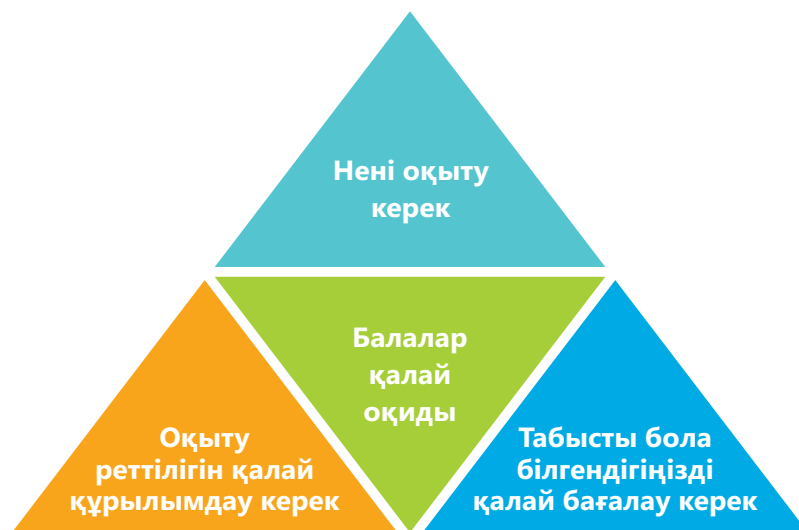 Нені оқыту
керек
Балалар
қалай
оқиды
Оқыту
реттілігін қалай
құрылымдау керек
Табысты бола
білгендігіңізді
қалай бағалау керек